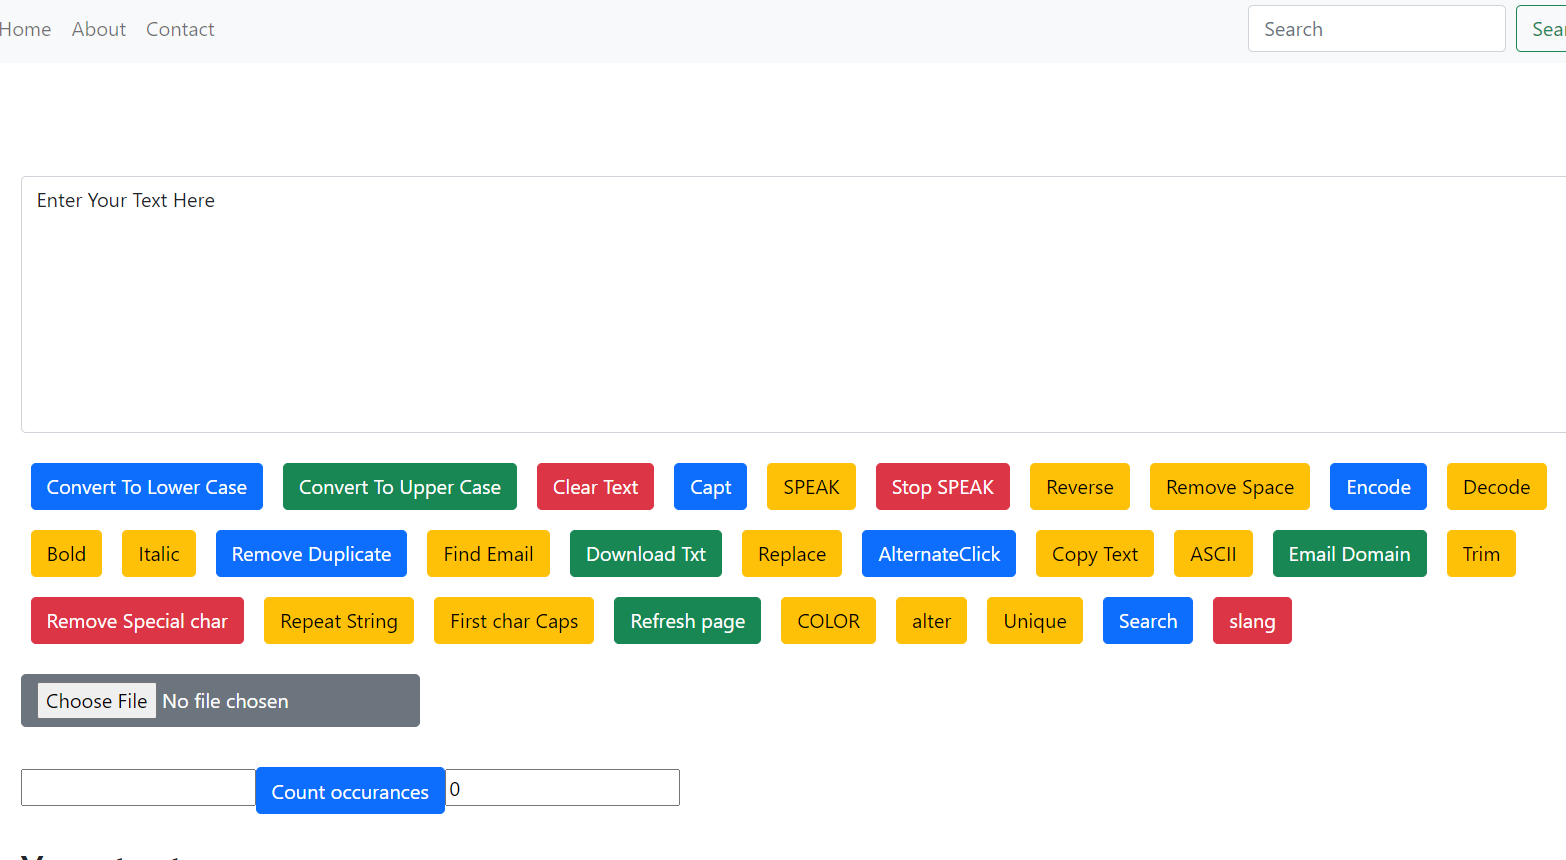 Home About Contact Search
Enter Your Text Here
Convert To Lower Case Convert To Upper Case Clear Text Capt SPEAK Stop SPEAK Reverse Remove Space Encode Decode
Bold Italic Remove Duplicate Find Email Download Txt Replace AlternateClick Copy Text ASCII Email Domain Trim
Remove Special char Repeat String First char Caps Refresh page COLOR alter Unique Search slang
Choose File No file chosen
Count occurances 0